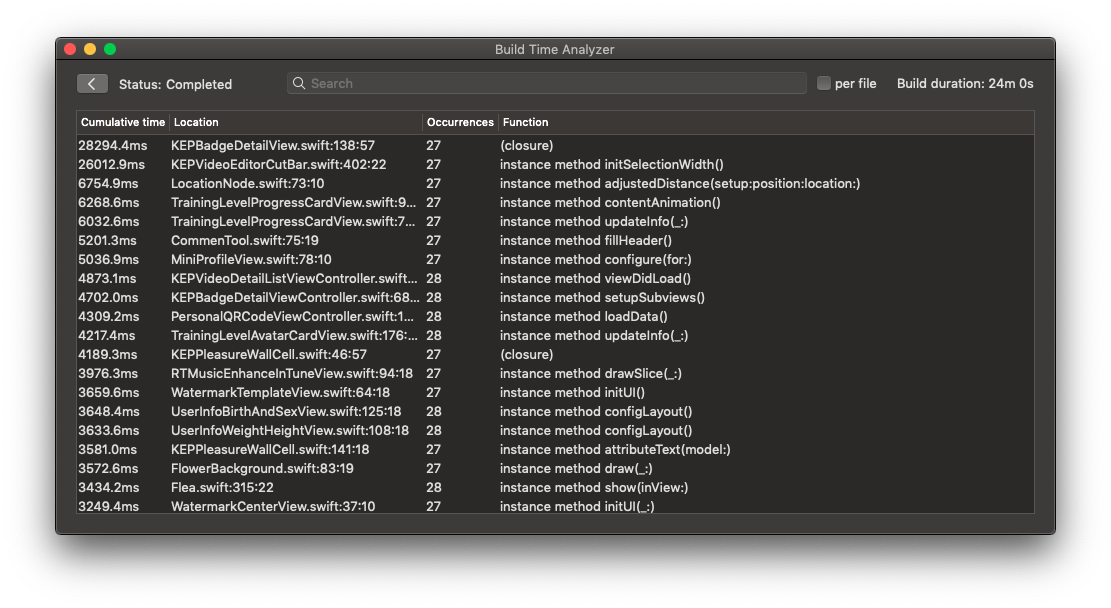 Build Time Analyzer
Status: Completed Search per file Build duration: 24m 0s
Cumulative time Location Occurrences Function
28294.4ms KEPBadgeDetailView.swift:138:57 27 (closure)
26012.9ms KEPVideoEditorCutBar.swift:402:22 27 instance method initSelectionWidth()
6754.9ms LocationNode.swift:73:10 27 instance method adjustedDistance(setup:position:location:)
6268.6ms TrainingLevelProgressCardView.swift:9... 27 instance method contentAnimation()
6032.6ms TrainingLevelProgressCardView.swift:7... 27 instance method updateInfo(_:)
5201.3ms CommenTool.swift:75:19 27 instance method fillHeader()
5036.9ms MiniProfileView.swift:78:10 27 instance method configure(for:)
4873.1ms KEPVideoDetailListViewController.swift... 28 instance method viewDidLoad()
4702.0ms KEPBadgeDetailViewController.swift:68... 28 instance method setupSubviews()
4309.2ms PersonalQRCodeViewController.swift:1... 28 instance method loadData()
4217.4ms TrainingLevelAvatarCardView.swift:176:... 28 instance method updateInfo(_:)
4189.3ms KEPPleasureWallCell.swift:46:57 27 (closure)
3976.3ms RTMusicEnhanceInTuneView.swift:94:18 27 instance method drawSlice(_:)
3659.6ms WatermarkTemplateView.swift:64:18 27 instance method initUI()
3648.4ms UserInfoBirthAndSexView.swift:125:18 28 instance method configLayout()
3633.6ms UserInfoWeightHeightView.swift:108:18 28 instance method configLayout()
3581.0ms KEPPleasureWallCell.swift:141:18 27 instance method attributeText(model:)
3572.6ms FlowerBackground.swift:83:19 27 instance method draw(_:)
3434.2ms Flea.swift:315:22 28 instance method show(inView:)
3249.4ms WatermarkCenterView.swift:37:10 27 instance method initUI(_:)